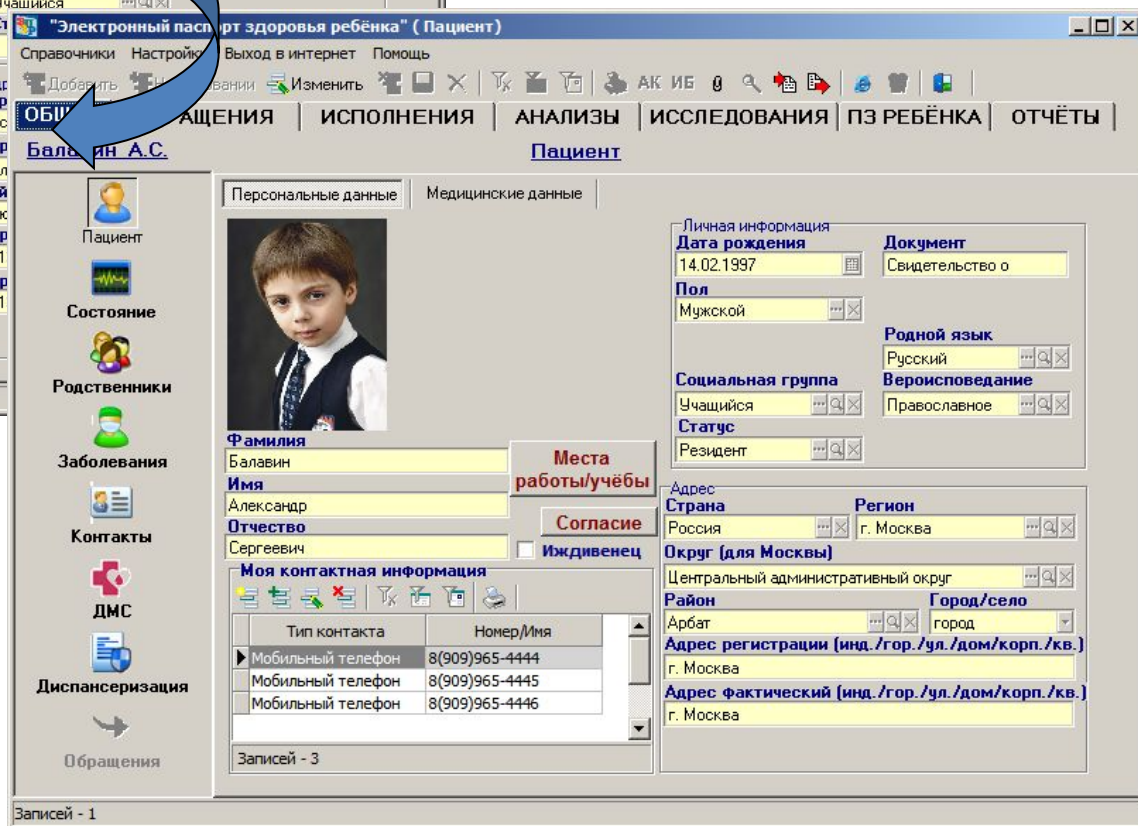 чащийся
"Электронный паспорт здоровья ребёнка" ( Пациент)
Справочники Настройки Выход в интернет Помощь
Добавить Изменить АК ИБ
АЩЕНИЯ ИСПОЛНЕНИЯ АНАЛИЗЫ ИССЛЕДОВАНИЯ ПЗ РЕБЁНКА ОТЧЁТЫ
Балавин А.С. Пациент
Пациент
Состояние
Родственники
Заболевания
Контакты
ДМС
Диспансеризация
Обращения
Персональные данные Медицинские данные
Фамилия
Балавин
Имя
Александр
Отчество
Сергеевич
Места
работы/учёбы
Согласие
Иждивенец
Моя контактная информация
Тип контакта Номер/Имя
Мобильный телефон 8(909)965-4444
Мобильный телефон 8(909)965-4445
Мобильный телефон 8(909)965-4446
Записей - 3
Личная информация
Дата рождения Документ
14.02.1997 Свидетельство о
Пол
Мужской
Родной язык
Русский
Социальная группа Вероисповедание
Учащийся Православное
Статус
Резидент
Адрес
Страна Регион
Россия г. Москва
Округ (для Москвы)
Центральный административный округ
Район Город/село
Арбат город
Адрес регистрации (инд./гор./ул./дом/корп./кв.)
г. Москва
Адрес фактический (инд./гор./ул./дом/корп./кв.)
г. Москва
Записей - 1